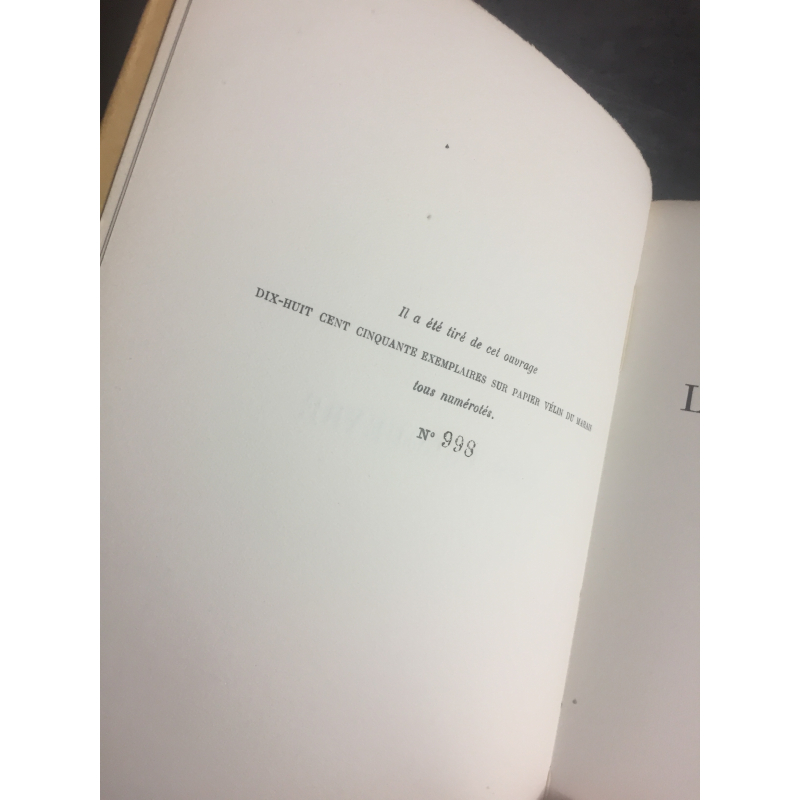 Il a été tiré de cet ouvrage
DIX-HUIT CENT CINQUANTE EXEMPLAIRES SUR PAPIER VÉLIN DU MARAIS
tous numérotés.
N° 998
L